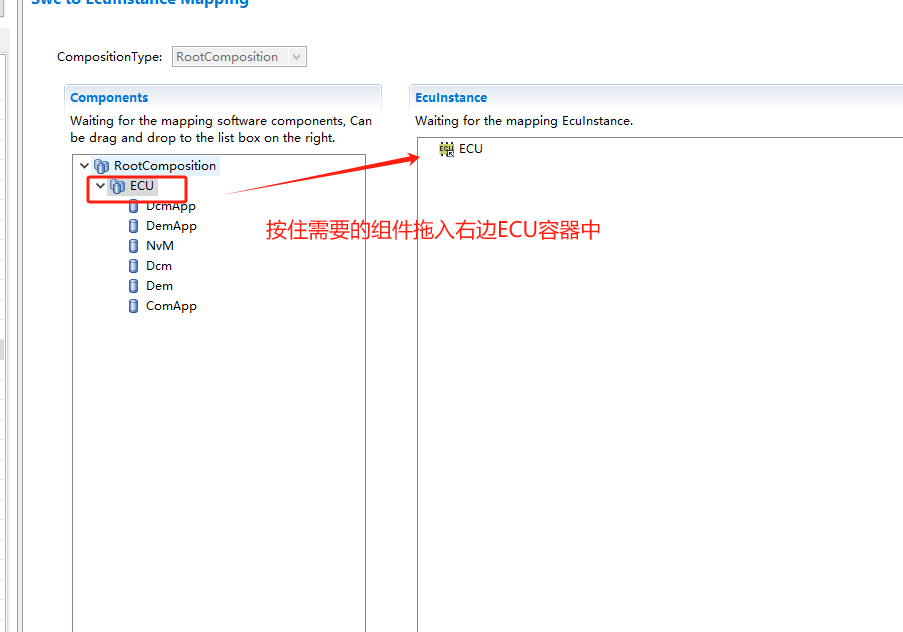 Swc to EcuInstance Mapping
CompositionType: RootComposition
Components
Waiting for the mapping software components, Can
be drag and drop to the list box on the right.
RootComposition
ECU
DcmApp
DemApp
NvM
Dcm
Dem
ComApp
EcuInstance
Waiting for the mapping EcuInstance.
ECU
按住需要的组件拖入右边ECU容器中